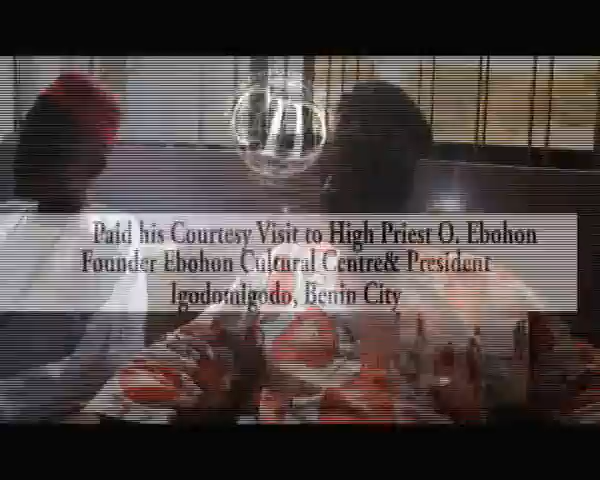 Paid his Courtesy Visit to High Priest O. Ebohon
Founder Ebohon Cultural Centre& President
Igodomigodo, Benin City